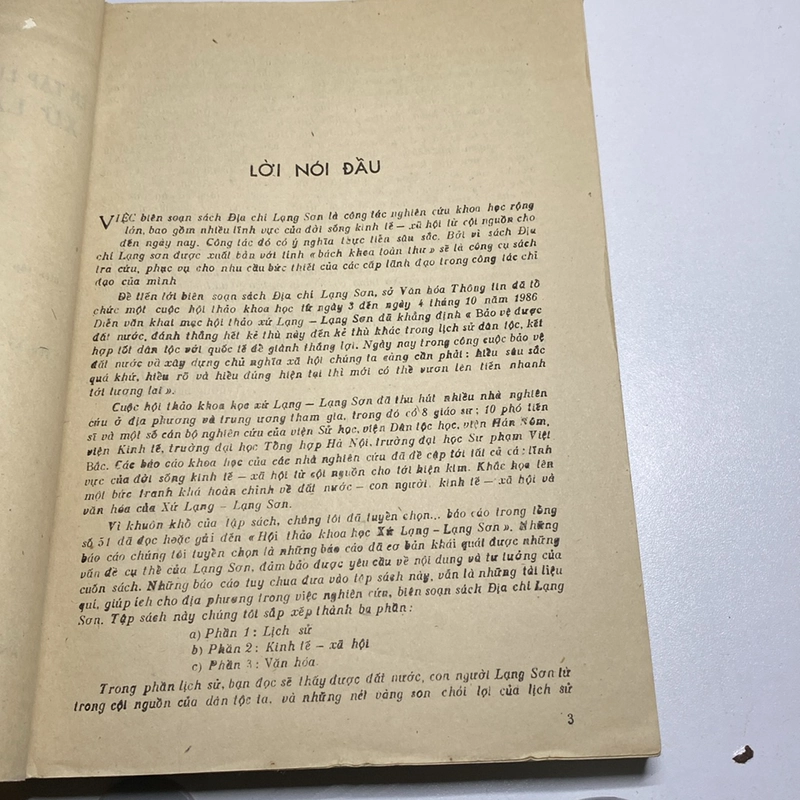 LỜI NÓI ĐẦU
VIỆC biên soạn sách Địa chí Lạng Sơn là công tác nghiên cứu khoa học rộng
lớn, bao gồm nhiều lĩnh vực của đời sống kinh tế – xã hội từ cội nguồn cho
đến ngày nay. Công tác đó có ý nghĩa thực tiễn sâu sắc. Bởi vì sách Địa
chí Lạng sơn được xuất bản với tính « bách khoa toàn thư » sẽ là công cụ sách
tra cứu, phục vụ cho nhu cầu bức thiết của các cấp lãnh đạo trong công tác chỉ
đạo của mình
Để tiến tới biên soạn sách Địa chí Lạng Sơn, sở Văn hóa Thông tin đã tổ
chức một cuộc hội thảo khoa học từ ngày 3 đến ngày 4 tháng 10 năm 1986
Diễn văn khai mạc hội thảo xứ Lạng – Lạng Sơn đã khẳng định « Bảo vệ được
đất nước, đánh thắng hết kẻ thù này đến kẻ thù khác trong lịch sử dân tộc, kết
hợp tốt dân tộc với quốc tế để giành thắng lợi. Ngày nay trong công cuộc bảo vệ
đất nước và xây dựng chủ nghĩa xã hội chúng ta càng cần phải: hiểu sâu sắc
quá khứ, hiểu rõ và hiểu đúng hiện tại thì mới có thể vươn lên tiến nhanh
tới tương lai ».
Cuộc hội thảo khoa học xứ Lạng – Lạng Sơn đã thu hút nhiều nhà nghiên
cứu ở địa phương và trung ương tham gia, trong đó có 8 giáo sư; 10 phó tiến
sĩ và một số cán bộ nghiên cứu của viện Sử học, viện Dân tộc học, viện Hán Nôm,
viện Kinh tế, trường đại học Tổng hợp Hà Nội, trường đại học Sư phạm Việt
Bắc. Các báo cáo khoa học của các nhà nghiên cứu đã đề cập tới tất cả cả: lĩnh
vực của đời sống kinh tế – xã hội từ cội nguồn cho tới hiện kim. Khắc họa lên
một bức tranh khá hoàn chỉnh về đất nước – con người, kinh tế – xã hội và
văn hóa của Xứ Lạng – Lạng Sơn.
Vì khuôn khổ của tập sách, chúng tôi đã tuyển chọn... báo cáo trong tổng
số 51 đã đọc hoặc gửi đến « Hội thảo khoa học Xứ Lạng – Lạng Sơn ». Những
báo cáo chúng tôi tuyển chọn là những báo cáo đã cơ bản khái quát được những
vấn đề cụ thể của Lạng Sơn, đảm bảo được yêu cầu về nội dung và tư tưởng của
cuốn sách. Những báo cáo tuy chưa đưa vào tập sách này, vẫn là những tài liệu
quí, giúp ích cho địa phương trong việc nghiên cứu, biên soạn sách Địa chí Lạng
Sơn. Tập sách này chúng tôi sắp xếp thành ba phần:
a) Phần 1: Lịch sử
b) Phần 2: Kinh tế – xã hội
c) Phần 3: Văn hóa.
Trong phần lịch sử, bạn đọc sẽ thấy được đất nước, con người Lạng Sơn từ
trong cội nguồn của dân tộc ta, và những nét vàng son chói lọi của lịch sử
3